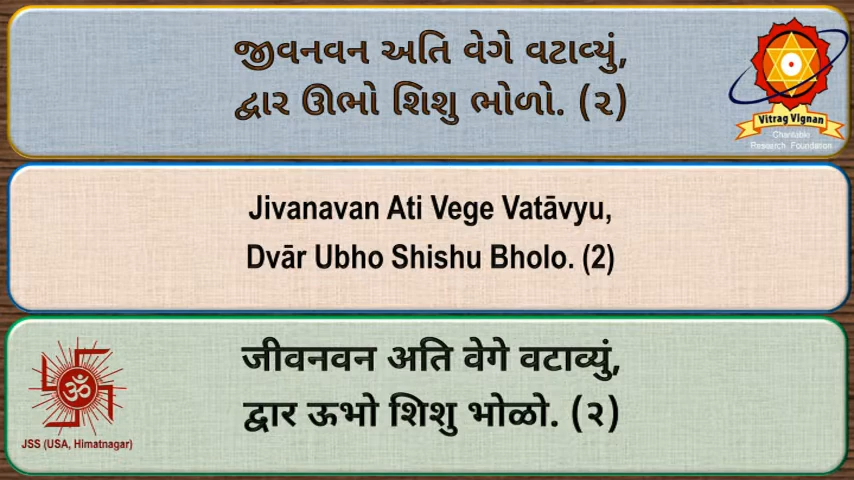 જીવનવન અતિ વેગે વટાવ્યું,
દ્વાર ઊભો શિશુ ભોળો. (૨)
Vitrag Vignan
Charitable
Research Foundation
Jivanavan Ati Vege Vatāvyu,
Dvār Ubho Shishu Bholo. (2)
जीवनवन अति वेगे वटाव्युं,
द्वार ऊभो शिशु भोळो. (२)
ॐ
JSS (USA, Himatnagar)